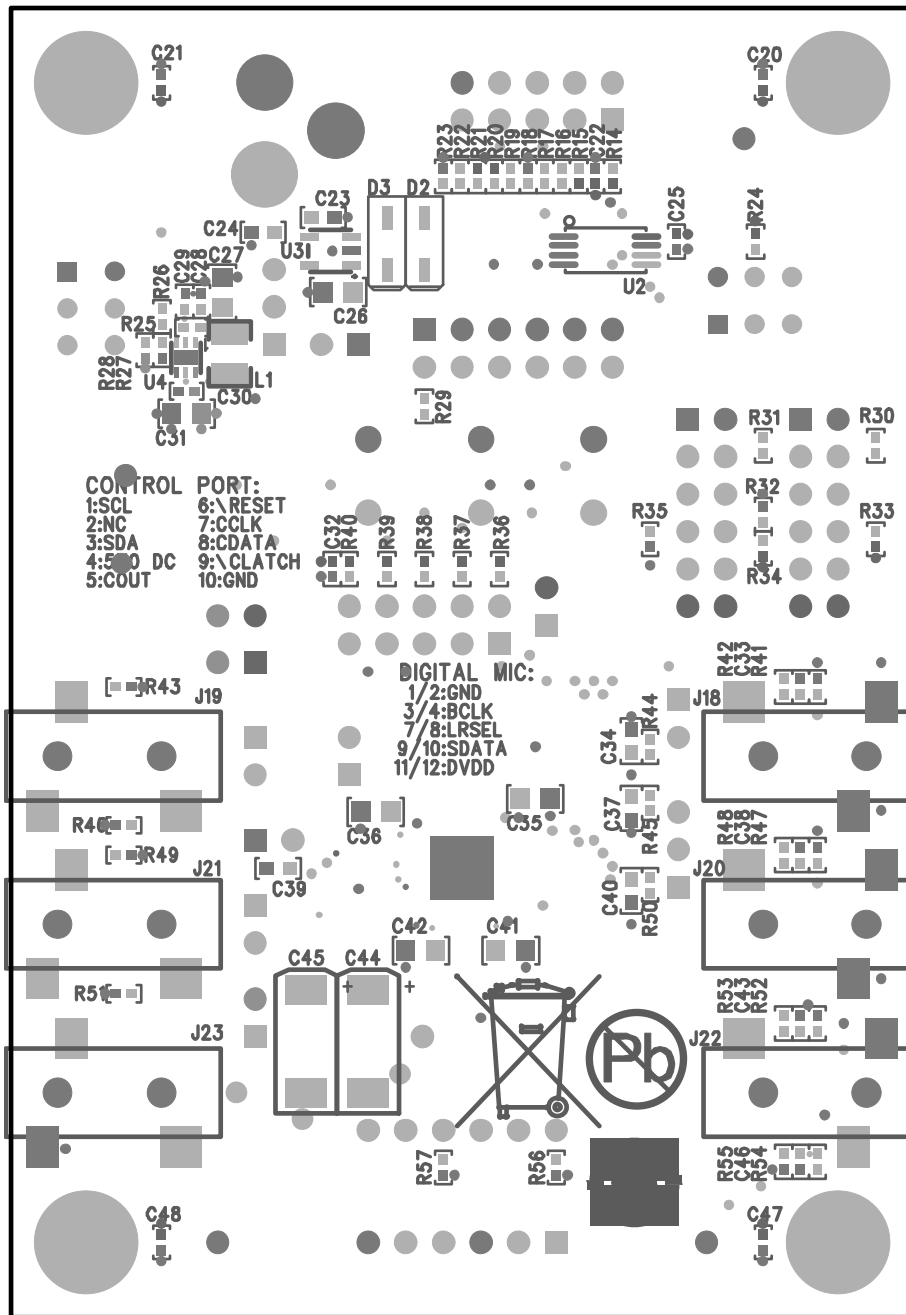 C21
C20
R23
R22
R21
R20
R19
R18
R17
R16
R15
C22
R14
D3 D2
C23
C24
U31
C25
R24
U2
C27
C29
C28
R26
C26
R25
R28
R27
U4
L1
C30
C31
R29
R31
R30
R32
R35
R33
R34
CONTROL PORT:
1:SCL 6:\RESET
2:NC 7:CCLK
8:CDATA
3:SDA
DC 9:\CLATCH
5:COUT 10:GND
C32
R40
R39
R38
R37
R36
DIGITAL MIC:
1/2:GND
3/4:BCLK
7/8:LRSEL
9/10:SDATA
11/12:DVDD
R42
C33
R41
R43
J19
J18
R44
C34
C36
C35
C37
R45
R48
C38
R47
R49
J21
C39
J20
C40
R50
C42
C41
C45 C44
+ +
R51
R53
C43
R52
J23
J22
Pb
R57
R56
R55
C46
R54
C48
C47